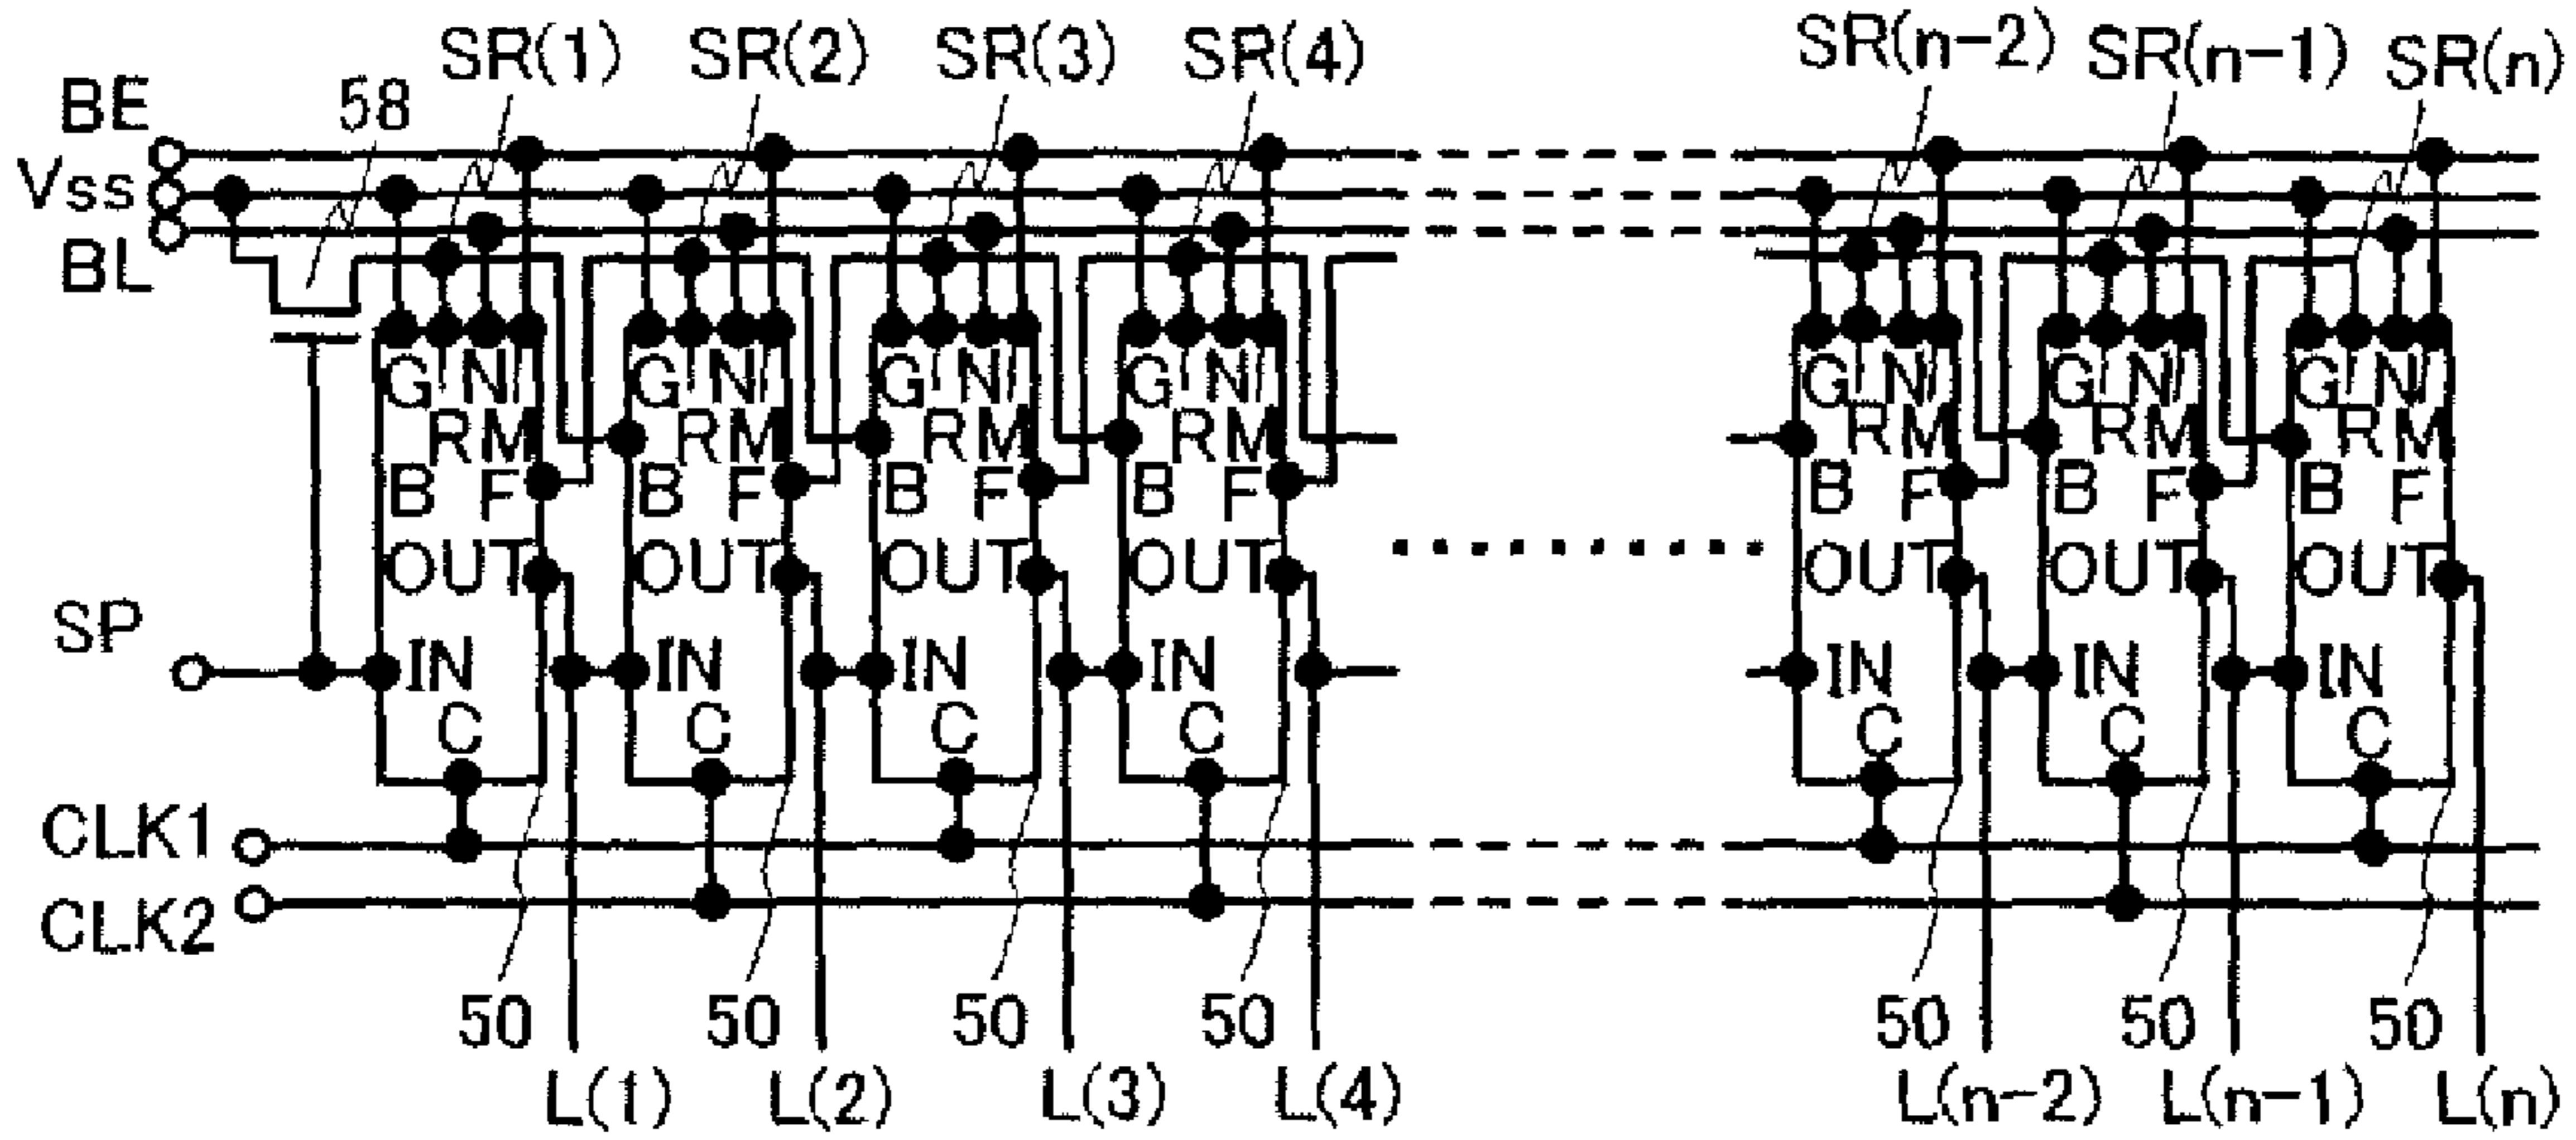 SR(1) SR(2) SR(3) SR(4) SR(n-2) SR(n-1) SR(n)
BE 58
Vss
BL
G N G N G N G N G N G N G N
R M R M R M R M R M R M R M
B F B F B F B F B F B F B F
OUT OUT OUT OUT OUT OUT OUT
SP IN IN IN IN IN IN IN
C C C C C C C
CLK1
CLK2
50 50 50 50 50 50 50
L(1) L(2) L(3) L(4) L(n-2) L(n-1) L(n)